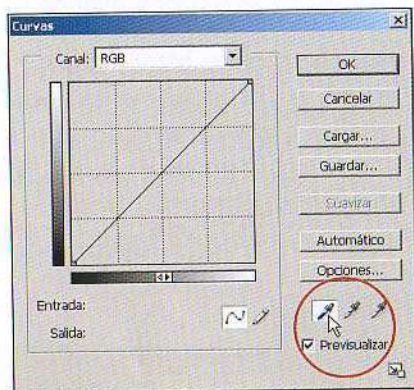 Curvas
Canal: RGB
OK
Cancelar
Cargar...
Guardar...
Suavizar
Automático
Opciones...
Entrada:
Salida:
Previsualizar